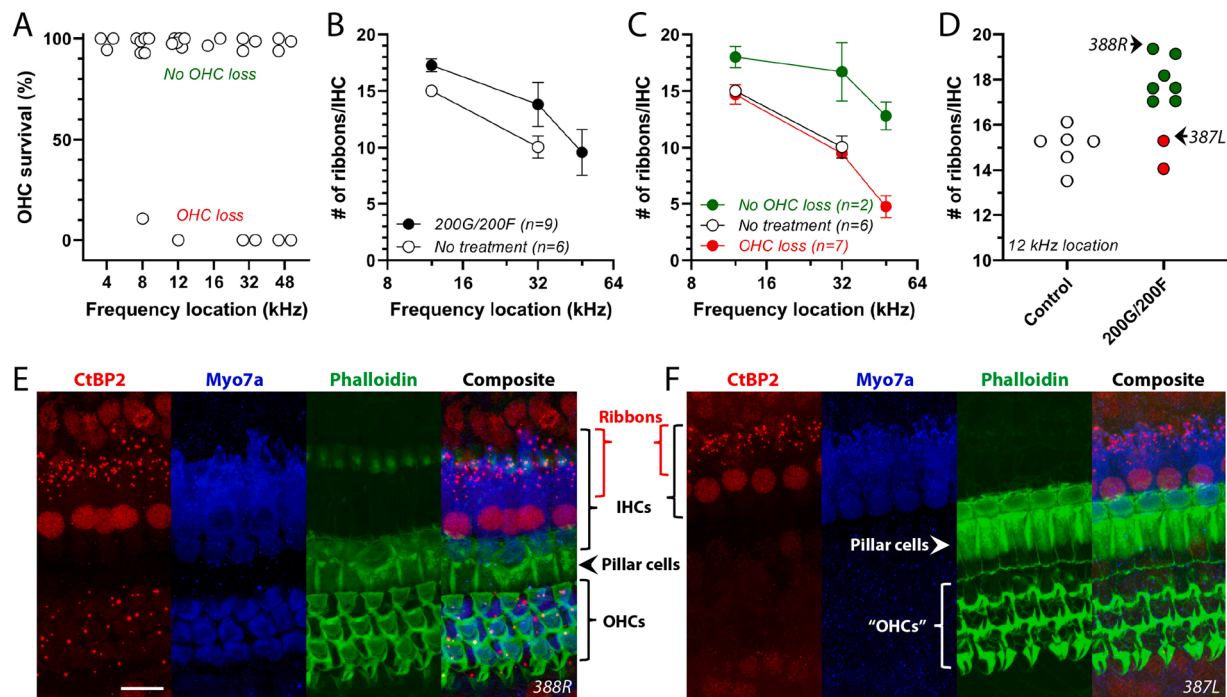 A
OHC survival (%)
100
50
0
No OHC loss
OHC loss
4 8 12 16 32 48
Frequency location (kHz)
B
# of ribbons/IHC
20
15
10
5
0
200G/200F (n=9)
No treatment (n=6)
8 16 32 64
Frequency location (kHz)
C
# of ribbons/IHC
20
15
10
5
0
No OHC loss (n=2)
No treatment (n=6)
OHC loss (n=7)
8 16 32 64
Frequency location (kHz)
D
# of ribbons/IHC
20
18
16
14
12
10
388R
387L
12 kHz location
Control
200G/200F
E
CtBP2 Myo7a Phalloidin Composite
Ribbons
IHCs
Pillar cells
OHCs
388R
F
CtBP2 Myo7a Phalloidin Composite
Pillar cells
“OHCs”
387L